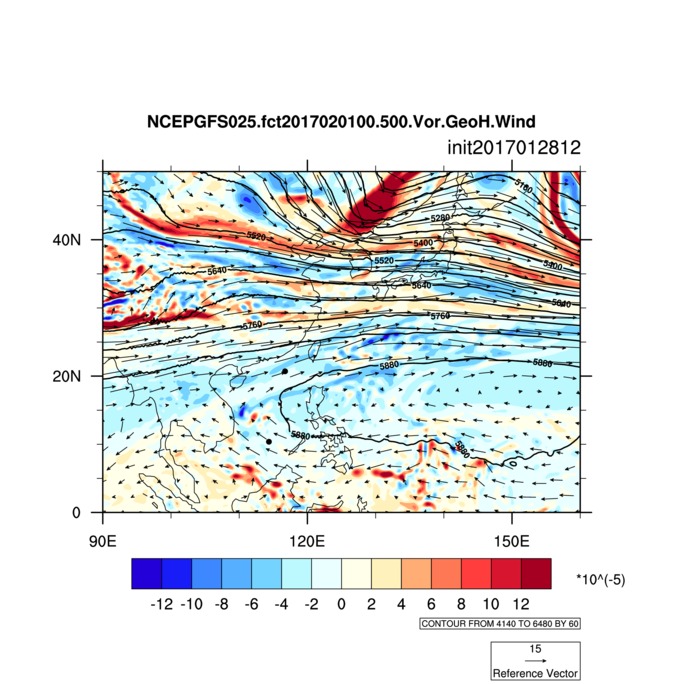 NCEPGFS025.fct2017020100.500.Vor.GeoH.Wind
init2017012812
5160
5280
5520
5400
40N
5520
5400
5640
5640
5640
5760
5760
5880
5880
20N
5880
5880
0
90E 120E 150E
*10^(-5)
-12 -10 -8 -6 -4 -2 0 2 4 6 8 10 12
CONTOUR FROM 4140 TO 6480 BY 60
15
Reference Vector